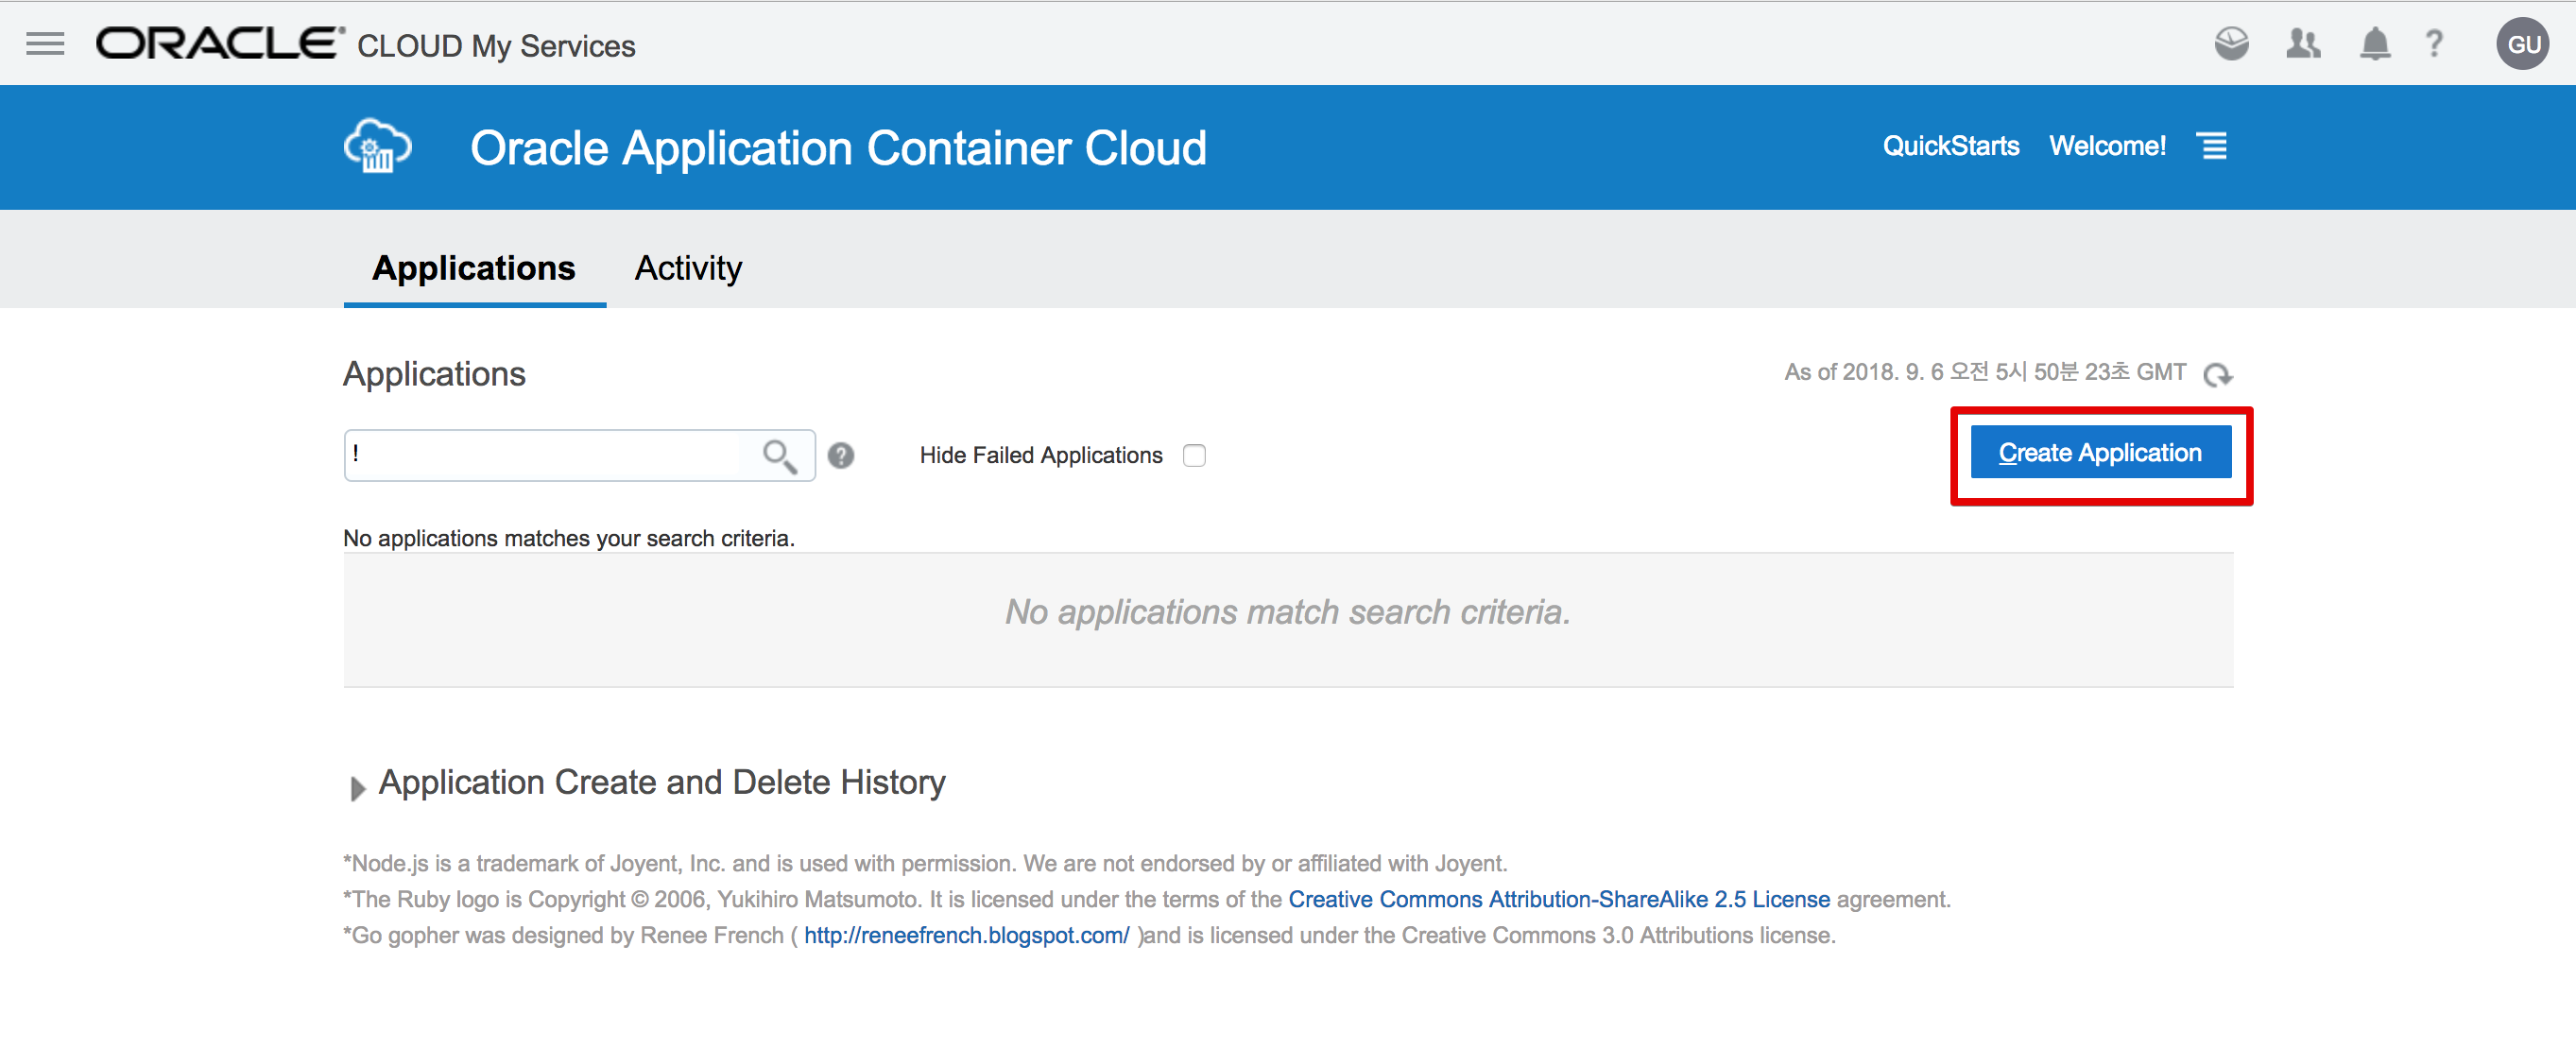 ORACLE® CLOUD My Services
? GU
Oracle Application Container Cloud
QuickStarts Welcome!
Applications Activity
Applications
As of 2018. 9. 6 오전 5시 50분 23초 GMT
! ?
Hide Failed Applications
Create Application
No applications matches your search criteria.
No applications match search criteria.
Application Create and Delete History
*Node.js is a trademark of Joyent, Inc. and is used with permission. We are not endorsed by or affiliated with Joyent.
*The Ruby logo is Copyright © 2006, Yukihiro Matsumoto. It is licensed under the terms of the Creative Commons Attribution-ShareAlike 2.5 License agreement.
*Go gopher was designed by Renee French ( http://reneefrench.blogspot.com/ )and is licensed under the Creative Commons 3.0 Attributions license.